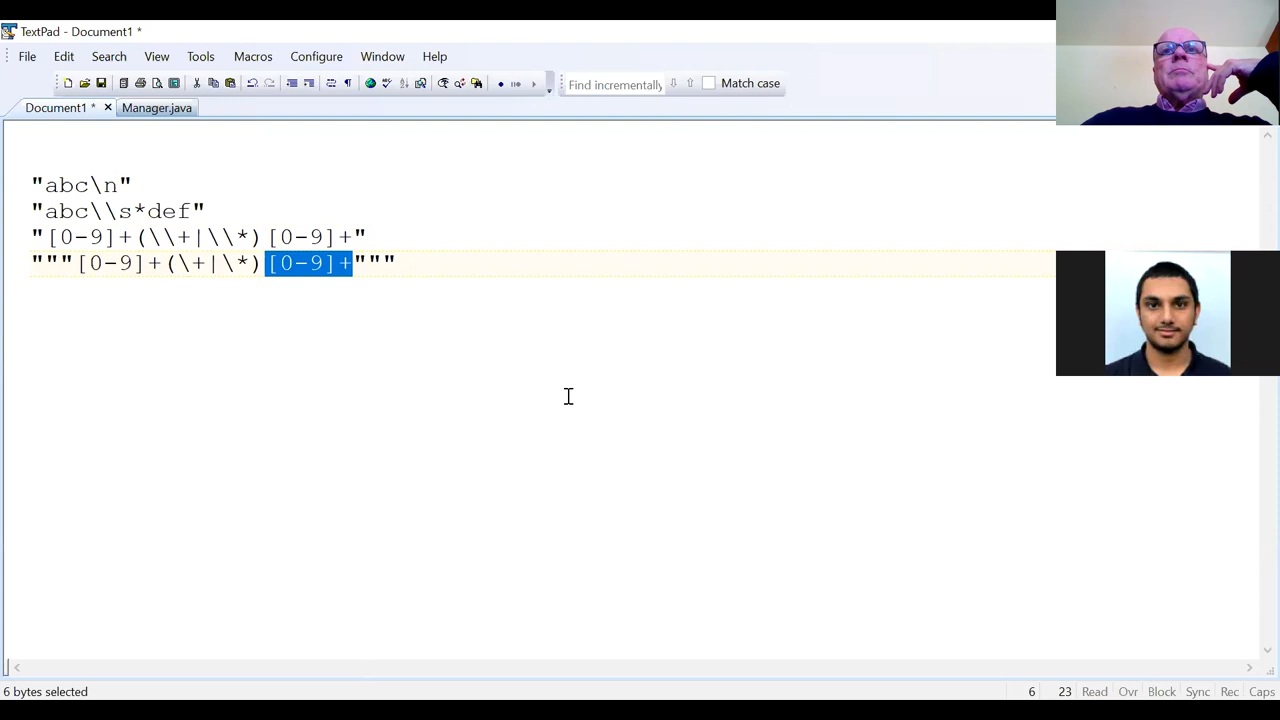 TextPad - Document1 *
File Edit Search View Tools Macros Configure Window Help
Find incrementally Match case
Document1 * Manager.java
"abc\n"
"abc\\s*def"
"[0-9]+(\\+|\\*)[0-9]+"
"""[0-9]+(\+|\*)[0-9]+"""
6 bytes selected 6 23 Read Ovr Block Sync Rec Caps